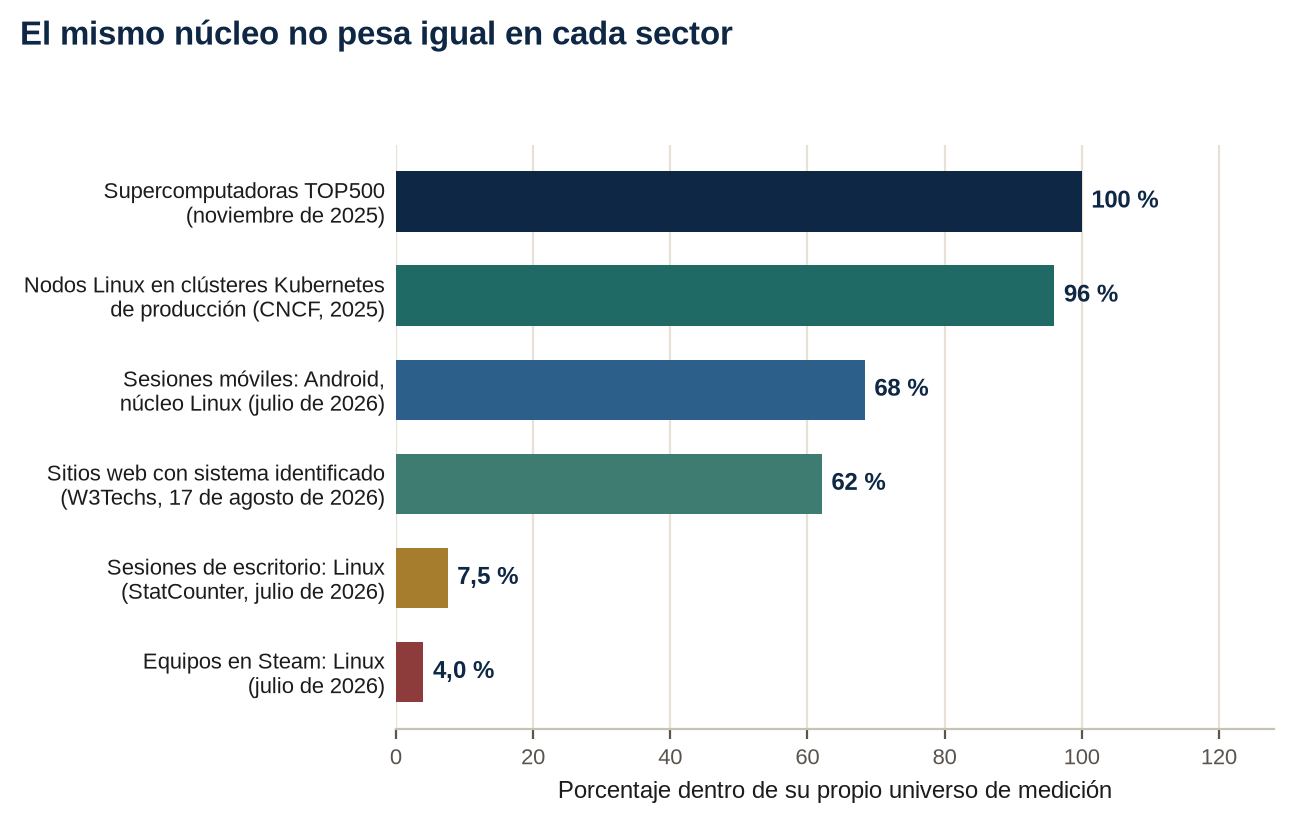 El mismo núcleo no pesa igual en cada sector
Supercomputadoras TOP500
(noviembre de 2025)
100 %
Nodos Linux en clústeres Kubernetes
de producción (CNCF, 2025)
96 %
Sesiones móviles: Android,
núcleo Linux (julio de 2026)
68 %
Sitios web con sistema identificado
(W3Techs, 17 de agosto de 2026)
62 %
Sesiones de escritorio: Linux
(StatCounter, julio de 2026)
7,5 %
Equipos en Steam: Linux
(julio de 2026)
4,0 %
0 20 40 60 80 100 120
Porcentaje dentro de su propio universo de medición